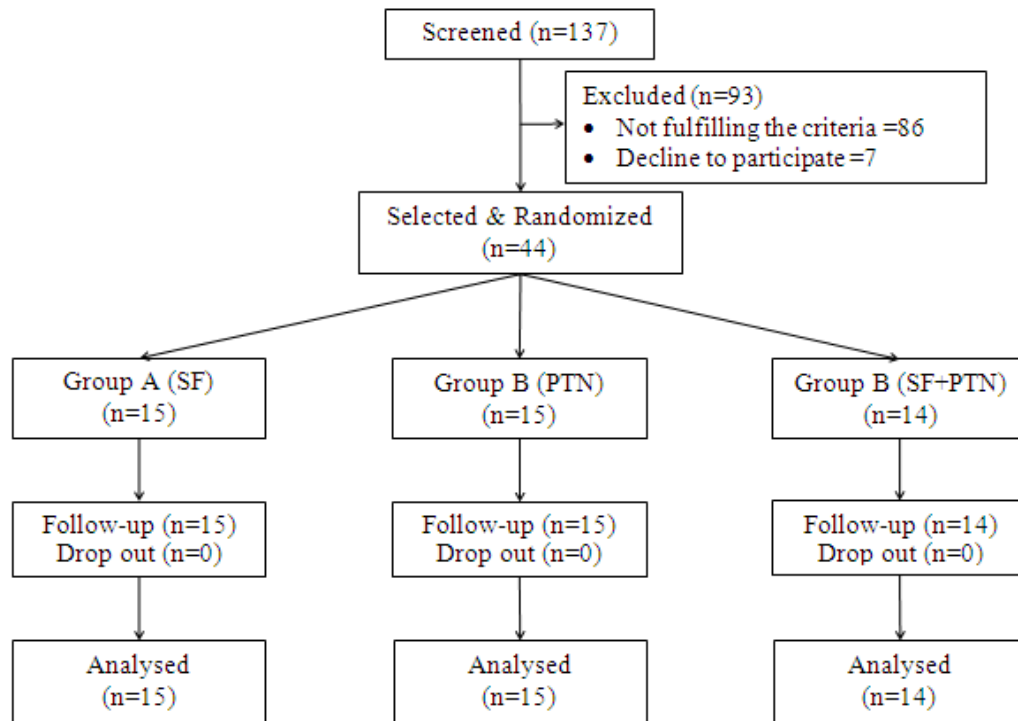 Screened (n=137)
Excluded (n=93)
• Not fulfilling the criteria =86
• Decline to participate =7
Selected & Randomized
(n=44)
Group A (SF)
(n=15)
Group B (PTN)
(n=15)
Group B (SF+PTN)
(n=14)
Follow-up (n=15)
Drop out (n=0)
Follow-up (n=15)
Drop out (n=0)
Follow-up (n=14)
Drop out (n=0)
Analysed
(n=15)
Analysed
(n=15)
Analysed
(n=14)